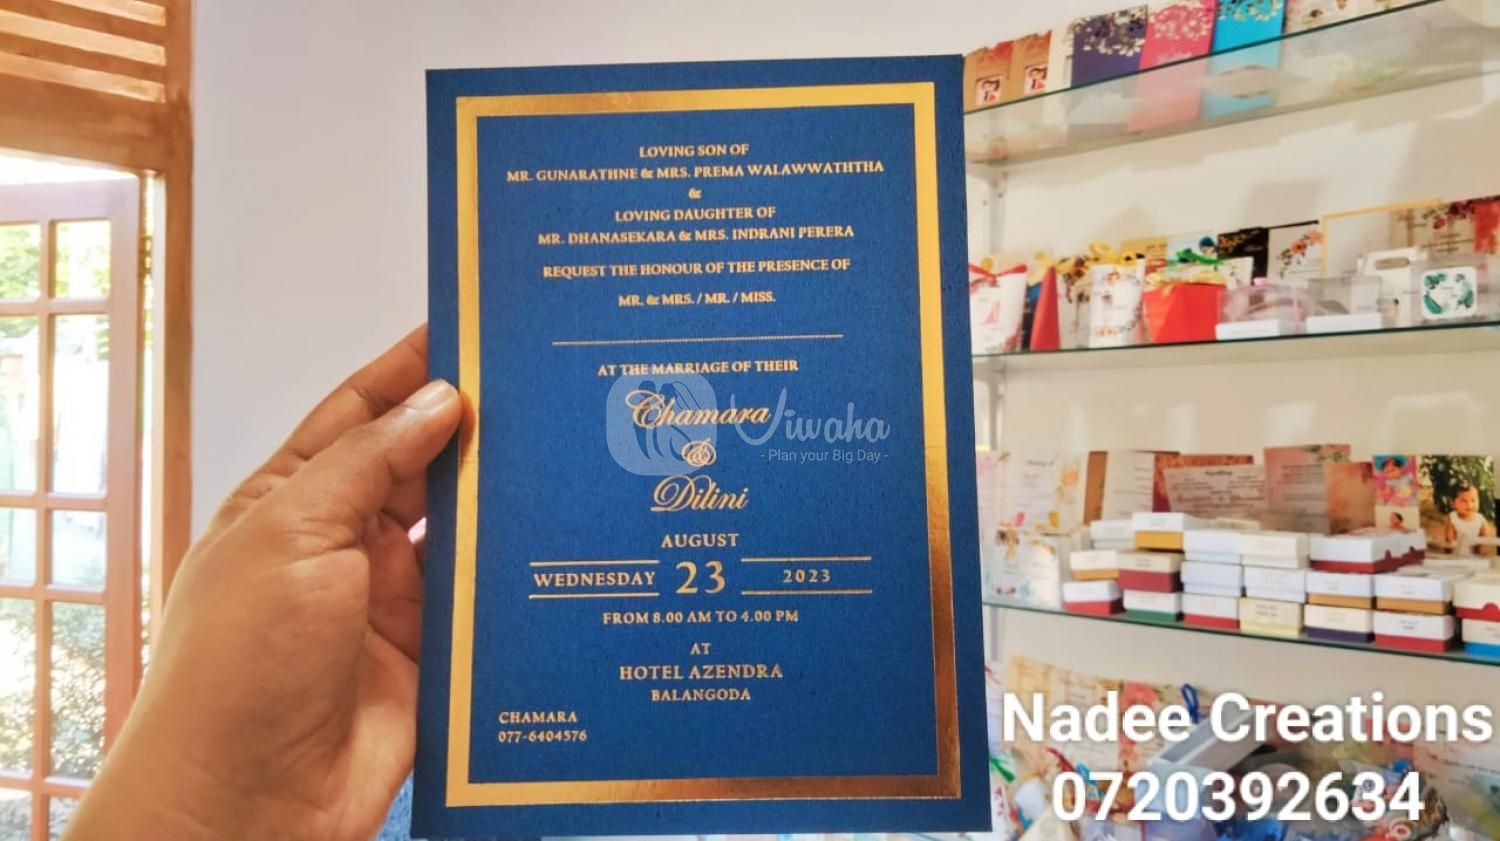 LOVING SON OF
MR. GUNARATHNE & MRS. PREMA WALAWWATHTHA
&
LOVING DAUGHTER OF
MR. DHANASEKARA & MRS. INDRANI PERERA
REQUEST THE HONOUR OF THE PRESENCE OF
MR. & MRS. / MR. / MISS.
AT THE MARRIAGE OF THEIR
Chamara
&
Dilini
Viwaha
- Plan your Big Day -
AUGUST
WEDNESDAY 23 2023
FROM 8.00 AM TO 4.00 PM
AT
HOTEL AZENDRA
BALANGODA
CHAMARA
077-6404576
Nadee Creations
0720392634